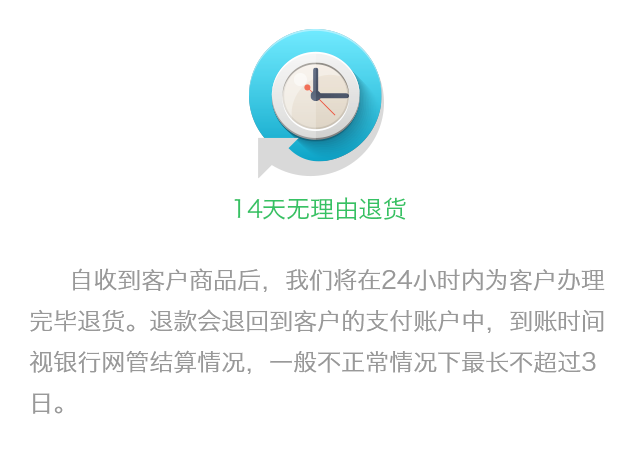 14天无理由退货
自收到客户商品后，我们将在24小时内为客户办理
完毕退货。退款会退回到客户的支付账户中，到账时间
视银行网管结算情况，一般不正常情况下最长不超过3
日。